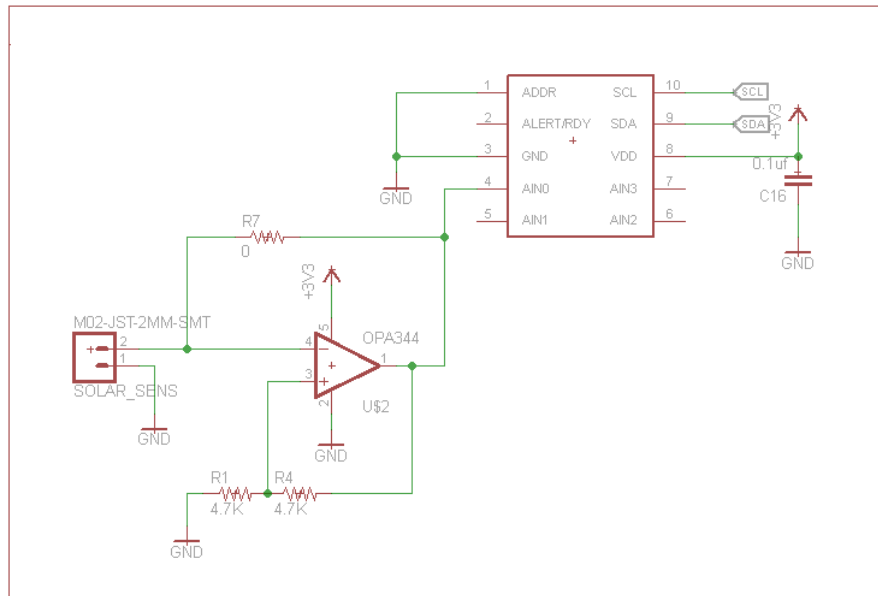 1 ADDR SCL 10 SCL
2 ALERT/RDY SDA 9 SDA
+3V3
3 GND VDD 8
0.1uf
4 AIN0 AIN3 7
C16
GND
5 AIN1 AIN2 6
R7
0
GND
+3V3
M02-JST-2MM-SMT
5
OPA344
2
4
1
1
3
SOLAR_SENS
2
U$2
GND
GND
R1 R4
4.7K 4.7K
GND